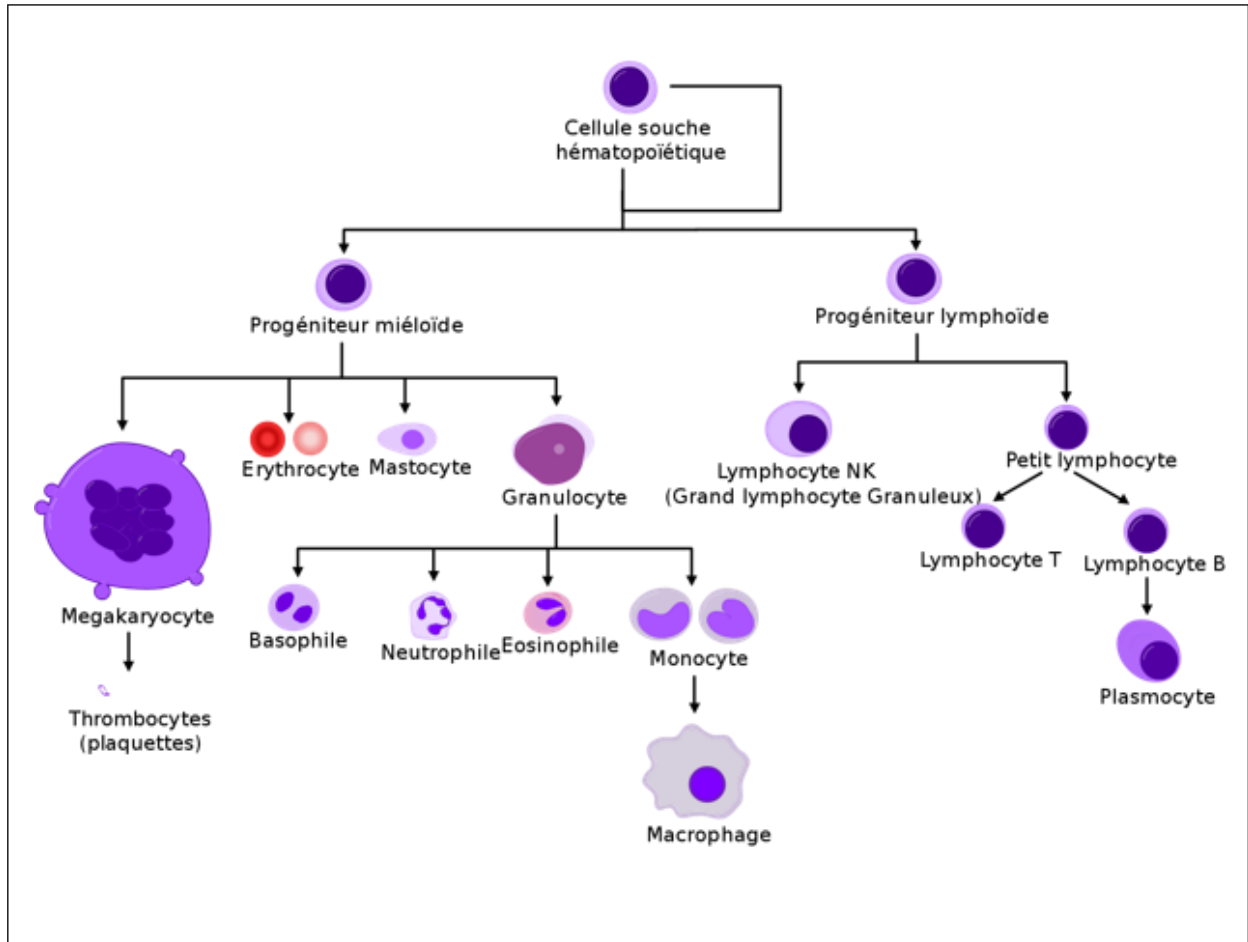 Cellule souche
hématopoïétique
Progéniteur miéloïde
Progéniteur lymphoïde
Erythrocyte
Mastocyte
Granulocyte
Lymphocyte NK
(Grand lymphocyte Granuleux)
Petit lymphocyte
Lymphocyte T
Lymphocyte B
Megakaryocyte
Basophile
Neutrophile
Eosinophile
Monocyte
Plasmocyte
Thrombocytes
(plaquettes)
Macrophage